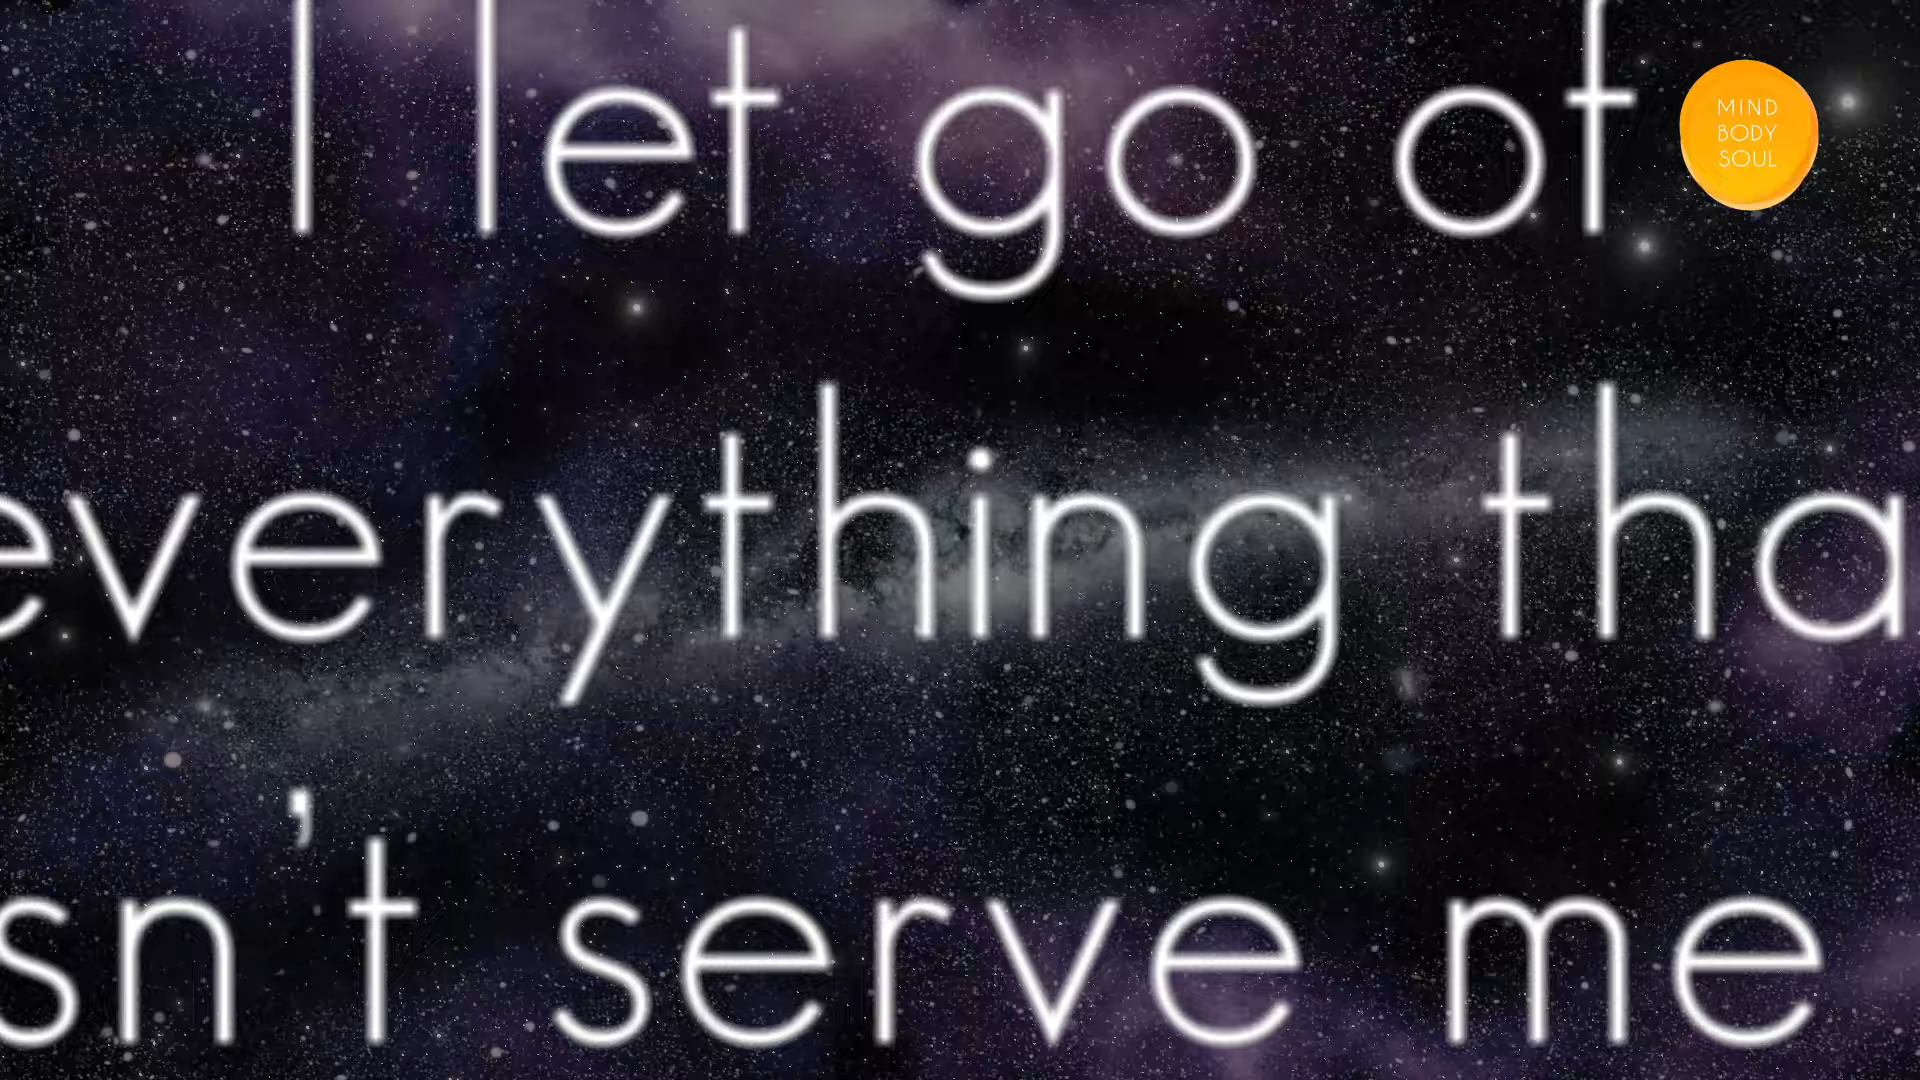 I let go of
everything tha
sn't serve me
MIND
BODY
SOUL